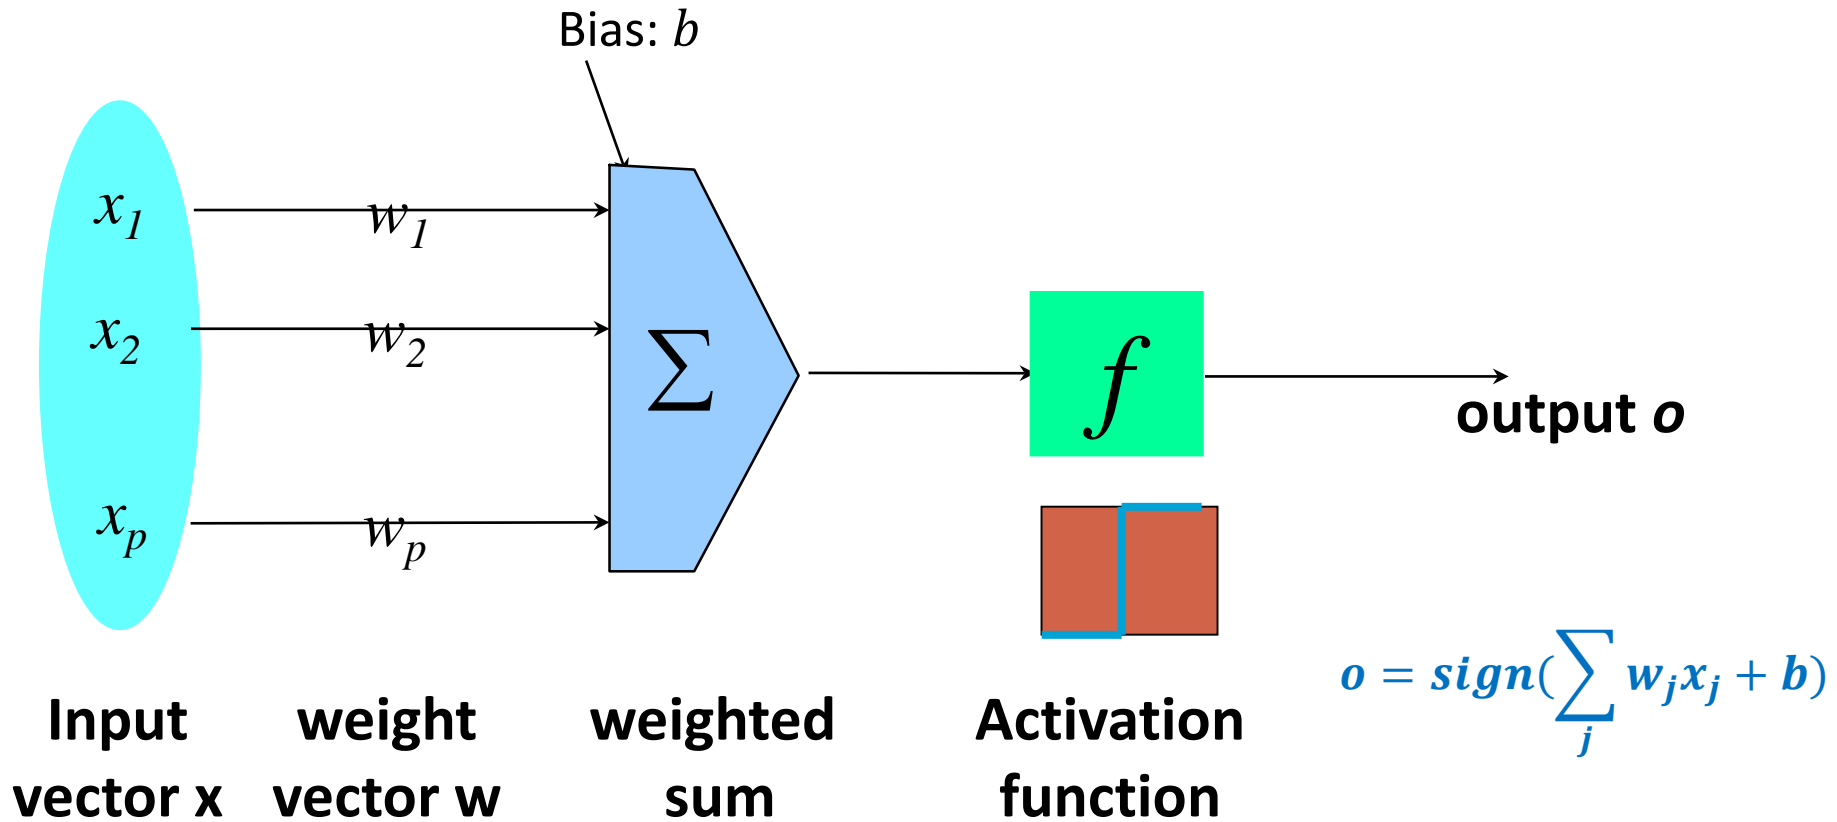 Bias: b
x1
w1
x2
w2
∑
f
output o
xp
wp
o = sign(∑j wjxj + b)
Input vector x
weight vector w
weighted sum
Activation function